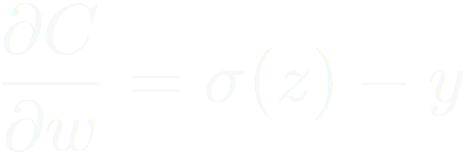 ∂C/∂w = σ(z) − y